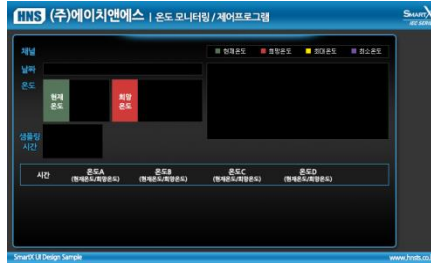 HNS (주)에이치앤에스 | 온도 모니터링 / 제어프로그램
SMARTX
IEC SERIE
채널
현재온도 희망온도 최대온도 최소온도
날짜
온도
현재
온도
희망
온도
샘플링
시간
시간 온도A 온도B 온도C 온도D
(현재온도/희망온도) (현재온도/희망온도) (현재온도/희망온도) (현재온도/희망온도)
SmartX UI Design Sample
www.hnsts.co.